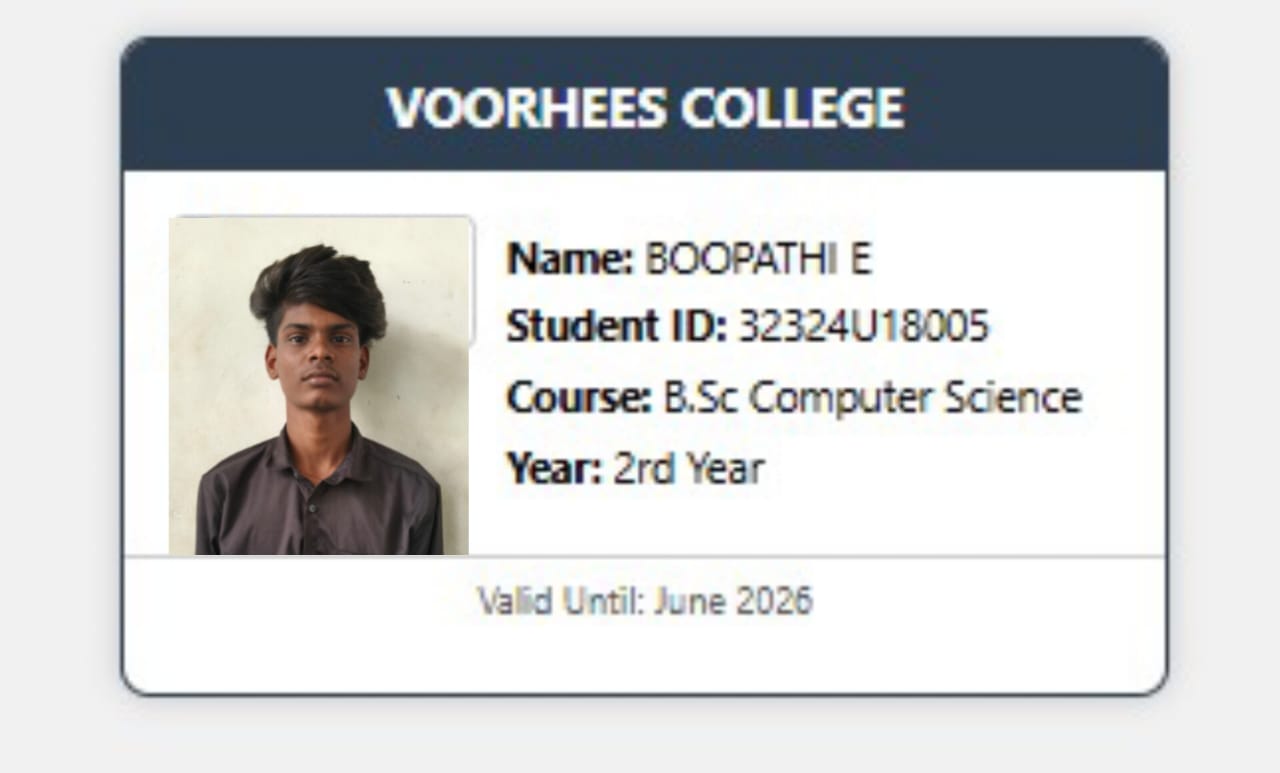 VOORHEES COLLEGE
Name: BOOPATHI E
Student ID: 32324U18005
Course: B.Sc Computer Science
Year: 2rd Year
Valid Until: June 2026